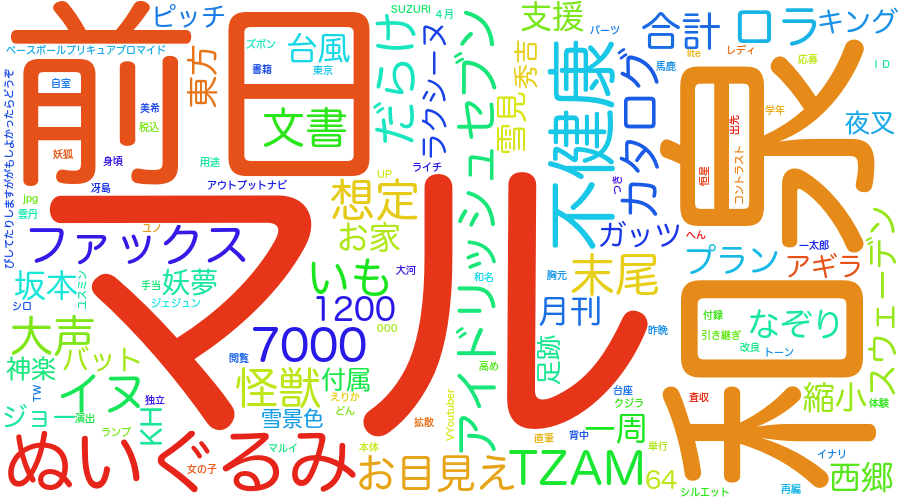 前日
マル
泉
朱回
ピッチ
ベースボールプリキュアブロマイド
東方
自室
美希
税込
妖狐
身頃
冴島
用途
ズボン
台風
書籍
東京
文書
だらけ
SUZURI
4月
ラクシーヌ
ライチ
アイドリッシュセブン
秀吉
雪見
支援
パーツ
不健康
カタログ
つき
合計
馬鹿
lite
レディ
ロラ
キング
応募
ID
学年
出先
恒星
コントラスト
夜叉
へん
一太郎
プラン
アギラ
ガッツ
胸元
末尾
月刊
昨晩
足跡
台座
クジラ
一周
査収
付録
なぞり
引き継ぎ
改良
トーン
縮小
体験
スウェーデン
単行
イナリ
西郷
シルエット
再編
64
TZAM
背中
直筆
お目見え
VYoutuber
拡散
本体
マルイ
高め
和名
アウトプットナビ
UP
想定
お家
大河
いも
1200
7000
000
閲覧
怪獣
付属
えりか
どん
雪景色
女の子
ぬいぐるみ
KH
独立
ランプ
演出
ジョー
TW
イヌ
バット
神楽
大声
シロ
坂本
ユスミン
手当
妖夢
ジェジュン
ユノ
ファックス
jpg
雲丹
びしてたりしますががもしよかったらどうぞ